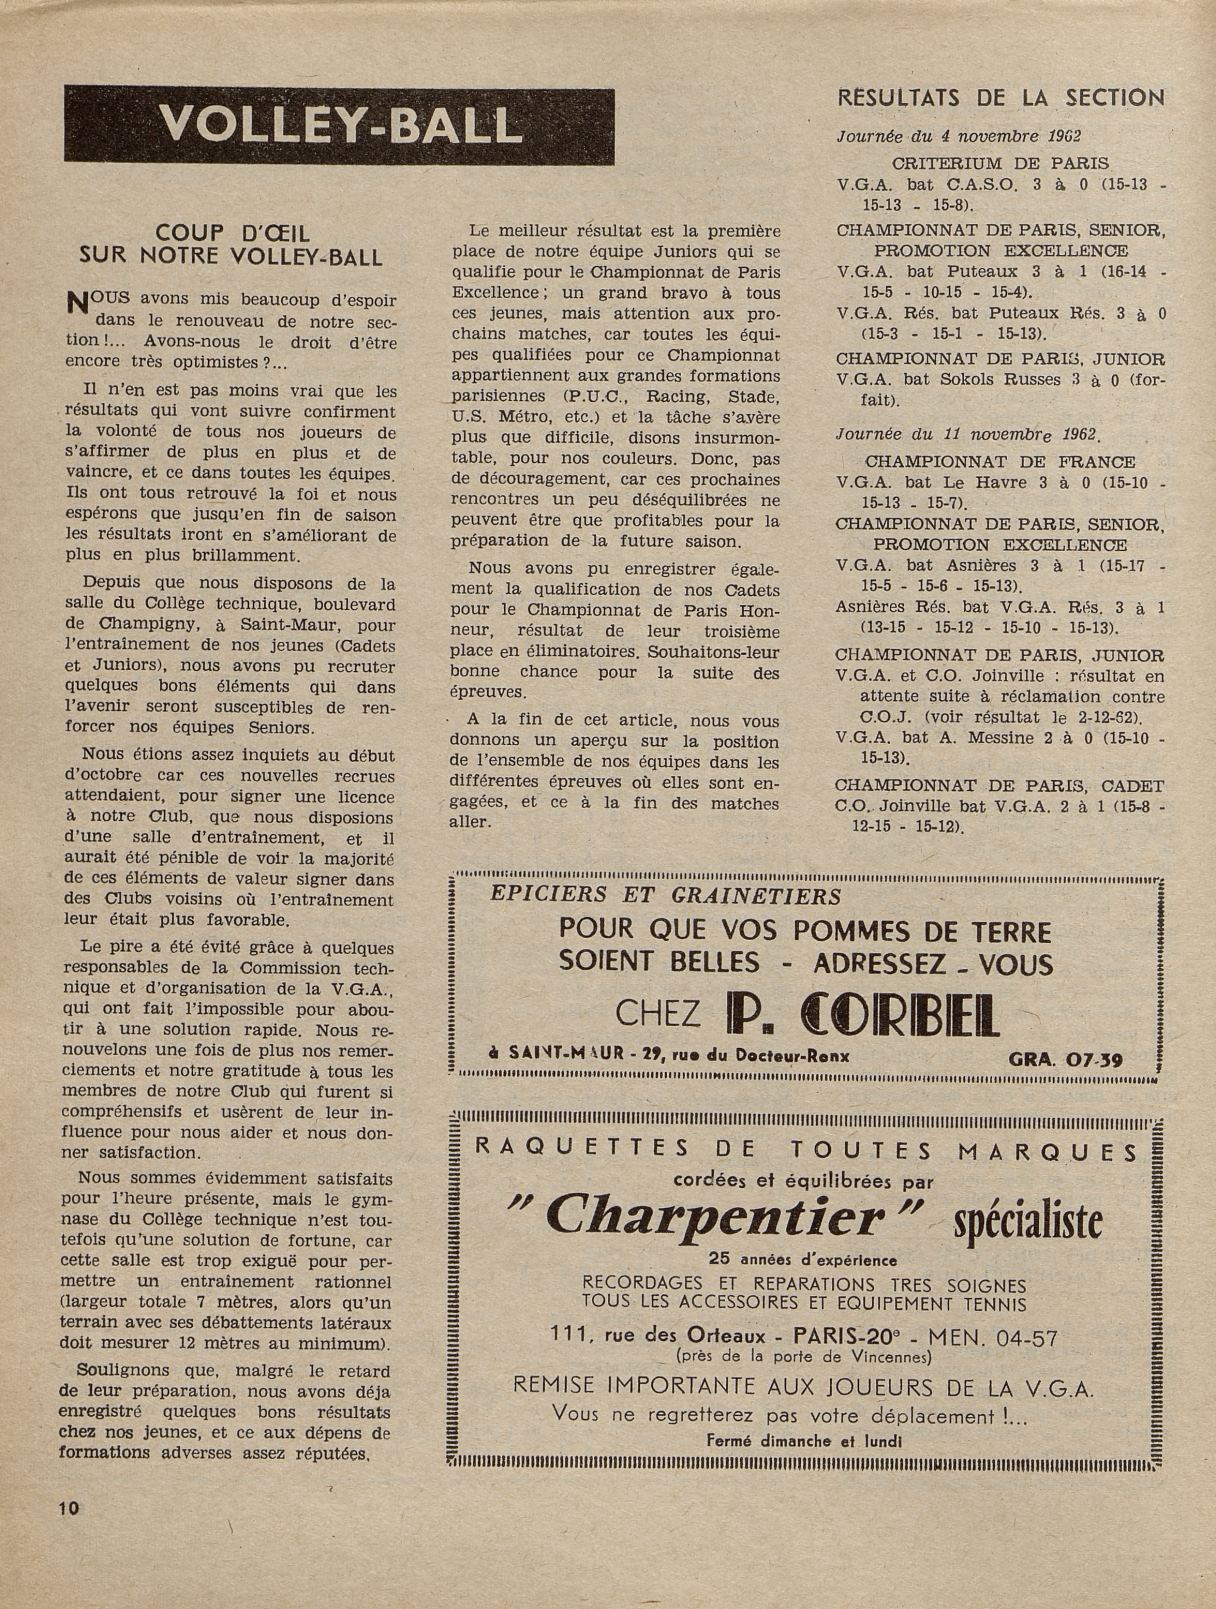 VOLLEY-BALL
COUP D'ŒIL
SUR NOTRE VOLLEY-BALL
NOUS avons mis beaucoup d'espoir
dans le renouveau de notre sec-
tion !... Avons-nous le droit d'être
encore très optimistes ?...
Il n'en est pas moins vrai que les
résultats qui vont suivre confirment
la volonté de tous nos joueurs de
s'affirmer de plus en plus et de
vaincre, et ce dans toutes les équipes.
Ils ont tous retrouvé la foi et nous
espérons que jusqu'en fin de saison
les résultats iront en s'améliorant de
plus en plus brillamment.
Depuis que nous disposons de la
salle du Collège technique, boulevard
de Champigny, à Saint-Maur, pour
l'entraînement de nos jeunes (Cadets
et Juniors), nous avons pu recruter
quelques bons éléments qui dans
l'avenir seront susceptibles de ren-
forcer nos équipes Seniors.
Nous étions assez inquiets au début
d'octobre car ces nouvelles recrues
attendaient, pour signer une licence
à notre Club, que nous disposions
d'une salle d'entraînement, et il
aurait été pénible de voir la majorité
de ces éléments de valeur signer dans
des Clubs voisins où l'entraînement
leur était plus favorable.
Le pire a été évité grâce à quelques
responsables de la Commission tech-
nique et d'organisation de la V.G.A.,
qui ont fait l'impossible pour abou-
tir à une solution rapide. Nous re-
nouvelons une fois de plus nos remer-
ciements et notre gratitude à tous les
membres de notre Club qui furent si
compréhensifs et usèrent de leur in-
fluence pour nous aider et nous don-
ner satisfaction.
Nous sommes évidemment satisfaits
pour l'heure présente, mais le gym-
nase du Collège technique n'est tou-
tefois qu'une solution de fortune, car
cette salle est trop exiguë pour per-
mettre un entraînement rationnel
(largeur totale 7 mètres, alors qu'un
terrain avec ses débattements latéraux
doit mesurer 12 mètres au minimum).
Soulignons que, malgré le retard
de leur préparation, nous avons déjà
enregistré quelques bons résultats
chez nos jeunes, et ce aux dépens de
formations adverses assez réputées.
Le meilleur résultat est la première
place de notre équipe Juniors qui se
qualifie pour le Championnat de Paris
Excellence ; un grand bravo à tous
ces jeunes, mais attention aux pro-
chains matches, car toutes les équi-
pes qualifiées pour ce Championnat
appartiennent aux grandes formations
parisiennes (P.U.C., Racing, Stade,
U.S. Métro, etc.) et la tâche s'avère
plus que difficile, disons insurmon-
table, pour nos couleurs. Donc, pas
de découragement, car ces prochaines
rencontres un peu déséquilibrées ne
peuvent être que profitables pour la
préparation de la future saison.
Nous avons pu enregistrer égale-
ment la qualification de nos Cadets
pour le Championnat de Paris Hon-
neur, résultat de leur troisième
place en éliminatoires. Souhaitons-leur
bonne chance pour la suite des
épreuves.
A la fin de cet article, nous vous
donnons un aperçu sur la position
de l'ensemble de nos équipes dans les
différentes épreuves où elles sont en-
gagées, et ce à la fin des matches
aller.
RÉSULTATS DE LA SECTION
Journée du 4 novembre 1962
CRITERIUM DE PARIS
V.G.A. bat C.A.S.O. 3 à 0 (15-13 -
15-13 - 15-8).
CHAMPIONNAT DE PARIS, SENIOR,
PROMOTION EXCELLENCE
V.G.A. bat Puteaux 3 à 1 (16-14 -
15-5 - 10-15 - 15-4).
V.G.A. Rés. bat Puteaux Rés. 3 à 0
(15-3 - 15-1 - 15-13).
CHAMPIONNAT DE PARIS, JUNIOR
V.G.A. bat Sokols Russes 3 à 0 (for-
fait).
Journée du 11 novembre 1962.
CHAMPIONNAT DE FRANCE
V.G.A. bat Le Havre 3 à 0 (15-10 -
15-13 - 15-7).
CHAMPIONNAT DE PARIS, SENIOR,
PROMOTION EXCELLENCE
V.G.A. bat Asnières 3 à 1 (15-17 -
15-5 - 15-6 - 15-13).
Asnières Rés. bat V.G.A. Rés. 3 à 1
(13-15 - 15-12 - 15-10 - 15-13).
CHAMPIONNAT DE PARIS, JUNIOR
V.G.A. et C.O. Joinville : résultat en
attente suite à réclamation contre
C.O.J. (voir résultat le 2-12-62).
V.G.A. bat A. Messine 2 à 0 (15-10 -
15-13).
CHAMPIONNAT DE PARIS, CADET
C.O. Joinville bat V.G.A. 2 à 1 (15-8 -
12-15 - 15-12).
EPICIERS ET GRAINETIERS
POUR QUE VOS POMMES DE TERRE
SOIENT BELLES - ADRESSEZ-VOUS
CHEZ P. CORBEL
à SAINT-MAUR - 29, rue du Docteur-Renx
GRA. 07-39
RAQUETTES DE TOUTES MARQUES
cordées et équilibrées par
"Charpentier" spécialiste
25 années d'expérience
RECORDAGES ET REPARATIONS TRES SOIGNES
TOUS LES ACCESSOIRES ET EQUIPEMENT TENNIS
111, rue des Orteaux - PARIS-20e - MEN. 04-57
(près de la porte de Vincennes)
REMISE IMPORTANTE AUX JOUEURS DE LA V.G.A.
Vous ne regretterez pas votre déplacement !...
Fermé dimanche et lundi
10